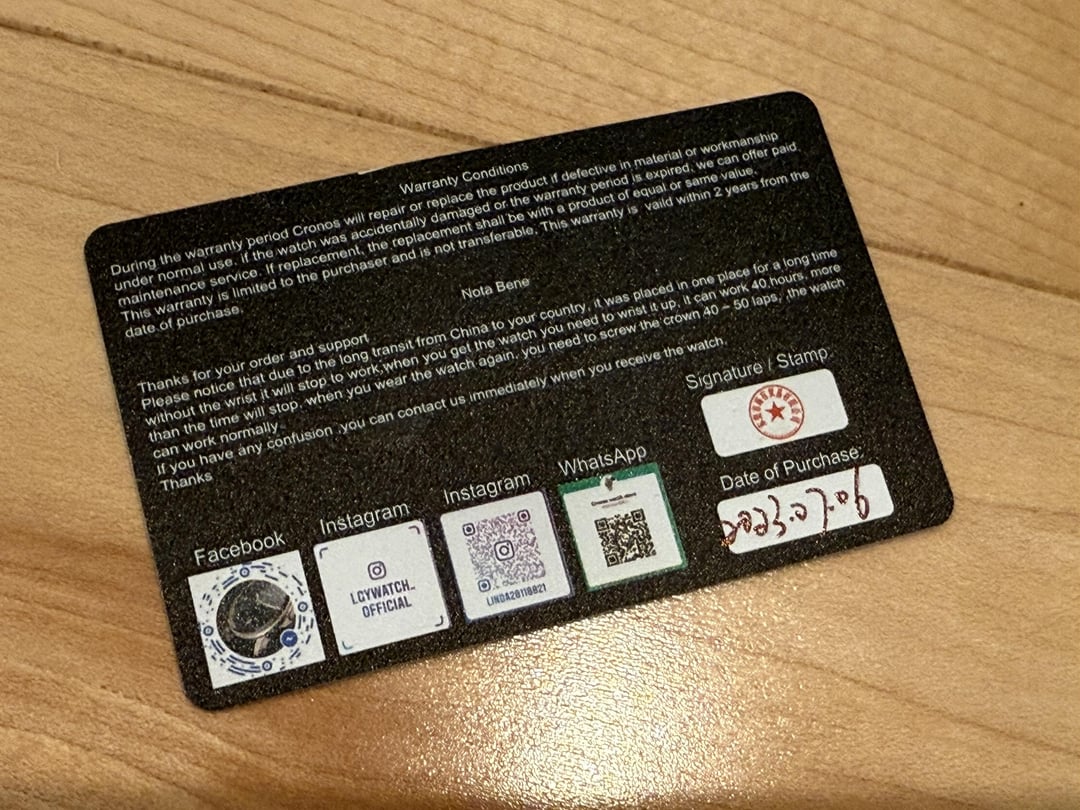 Warranty Conditions
During the warranty period Cronos will repair or replace the product if defective in material or workmanship
under normal use. If the watch was accidentally damaged or the warranty period is expired, we can offer paid
maintenance service. If replacement, the replacement shall be with a product of equal or same value.
This warranty is limited to the purchaser and is not transferable. This warranty is vaild within 2 years from the
date of purchase.
Nota Bene
Thanks for your order and support
Please notice that due to the long transit from China to your country, it was placed in one place for a long time
without the wrist it will stop to work,when you get the watch you need to wrist it up, it can work 40 hours, more
than the time will stop, when you wear the watch again, you need to screw the crown 40 ~ 50 laps, the watch
can work normally
If you have any confusion ,you can contact us immediately when you receive the watch.
Thanks
Signature / Stamp:
Date of Purchase:
Facebook
Instagram
LCYWATCH_
OFFICIAL
Instagram
LINDA28118821
WhatsApp